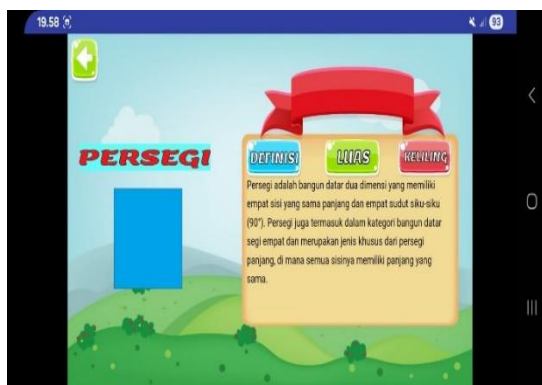 19.58
93
PERSEGI
DEFINISI
LUAS
KELILING
Persegi adalah bangun datar dua dimensi yang memiliki
empat sisi yang sama panjang dan empat sudut siku-siku
(90°). Persegi juga termasuk dalam kategori bangun datar
segi empat dan merupakan jenis khusus dari persegi
panjang, di mana semua sisinya memiliki panjang yang
sama.